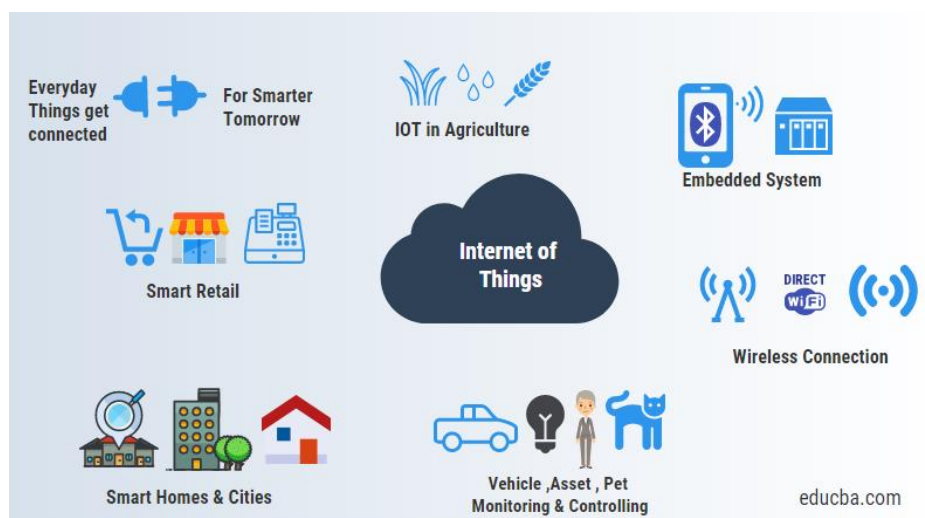 Everyday
Things get
connected
For Smarter
Tomorrow
IOT in Agriculture
Embedded System
Internet of
Things
Smart Retail
DIRECT
WiFi
Wireless Connection
Smart Homes & Cities
Vehicle ,Asset , Pet
Monitoring & Controlling
educba.com